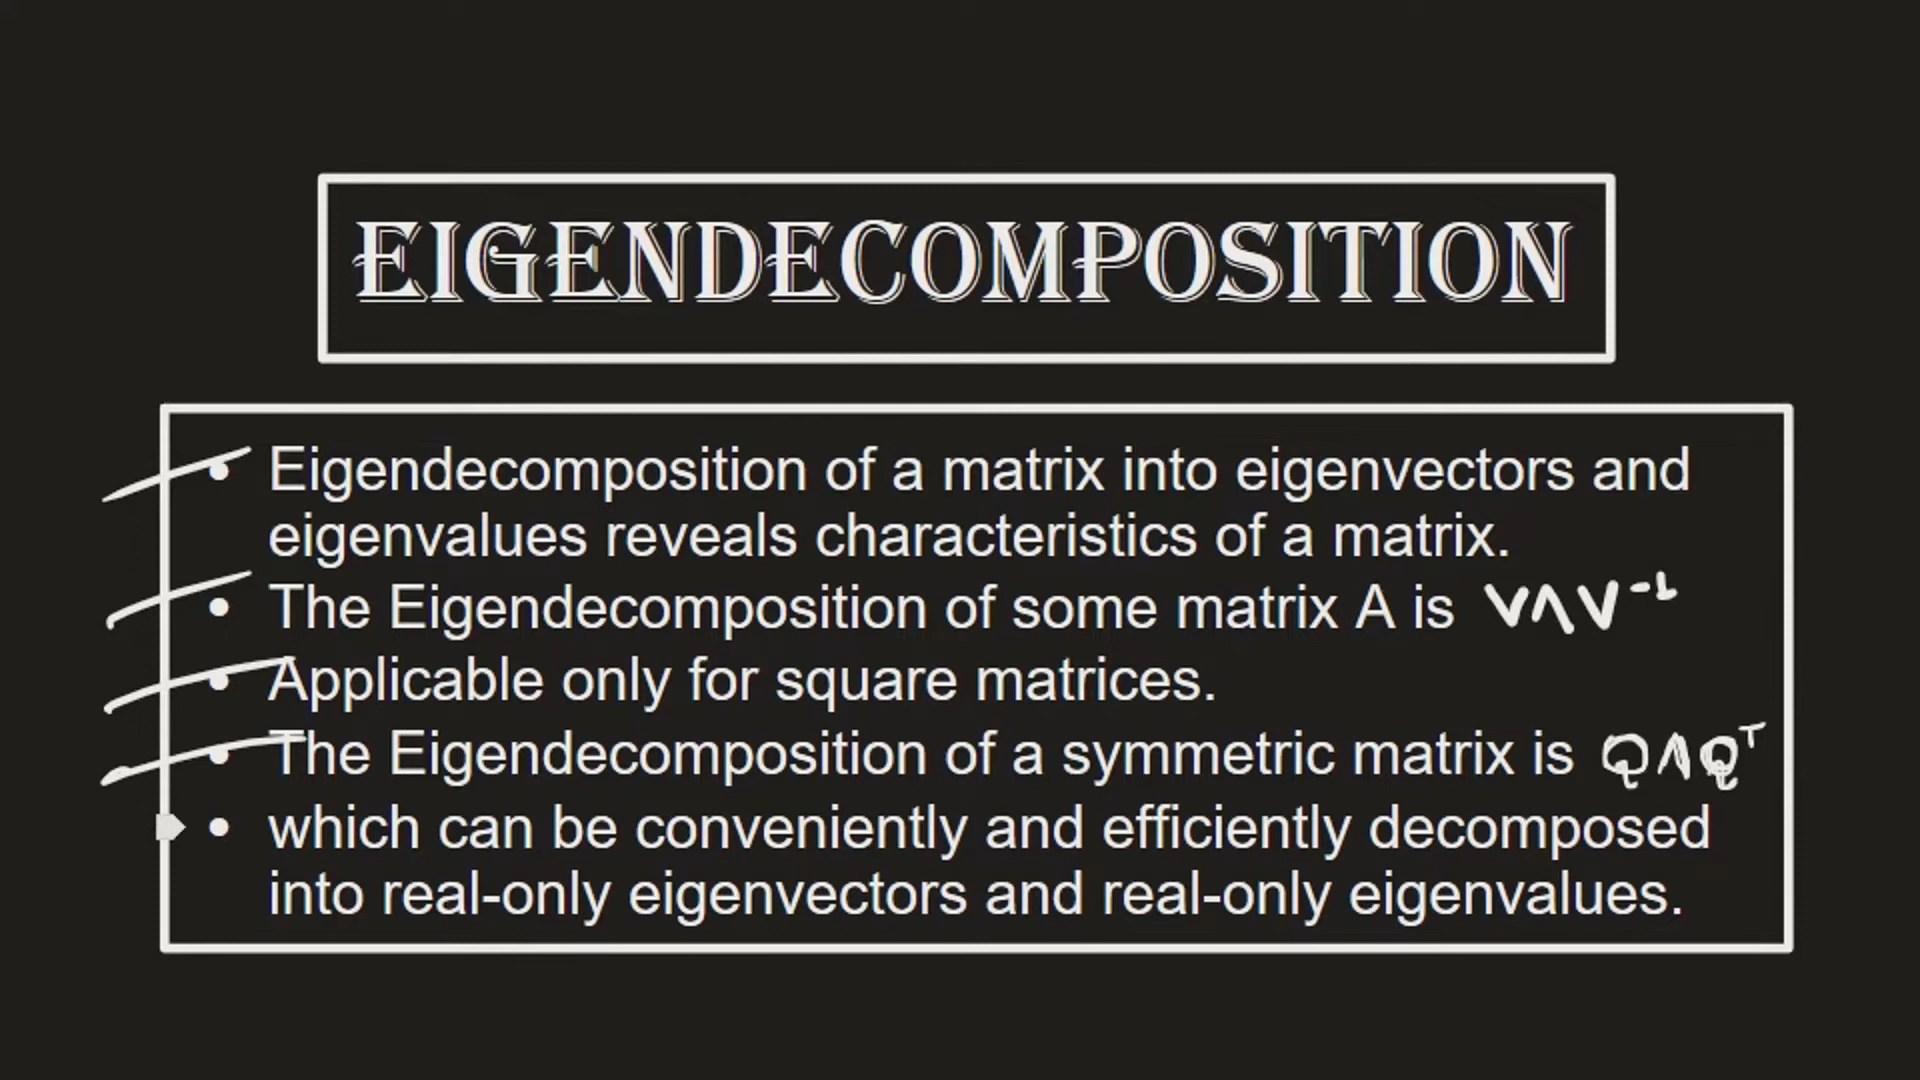 EIGENDECOMPOSITION
• Eigendecomposition of a matrix into eigenvectors and
eigenvalues reveals characteristics of a matrix.
• The Eigendecomposition of some matrix A is VΛV⁻¹
• Applicable only for square matrices.
• The Eigendecomposition of a symmetric matrix is QΛQᵀ
• which can be conveniently and efficiently decomposed
into real-only eigenvectors and real-only eigenvalues.